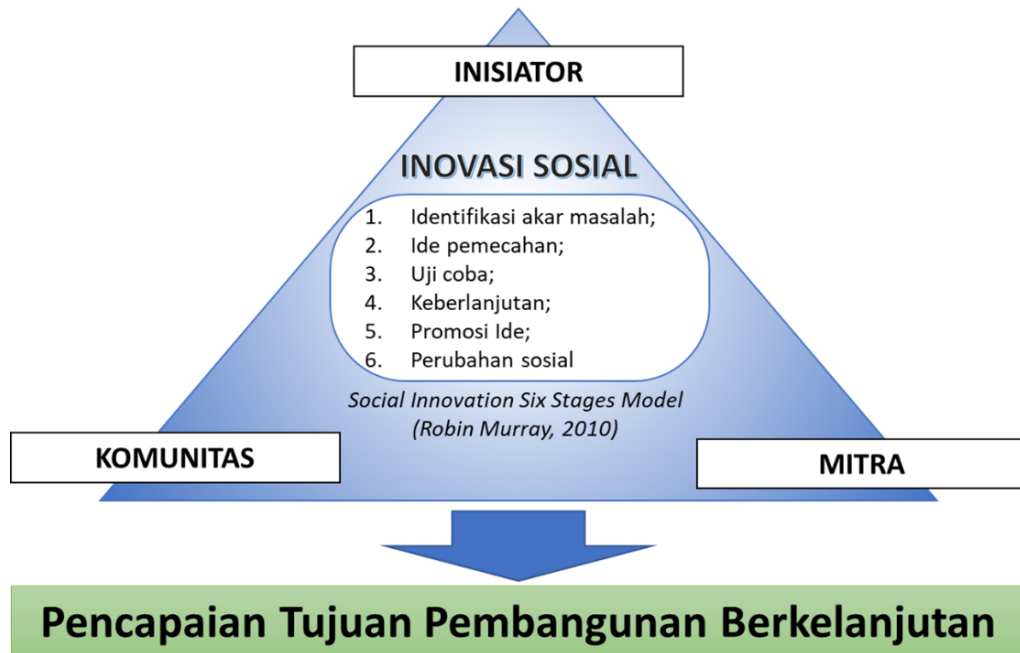 INISIATOR
INOVASI SOSIAL
1. Identifikasi akar masalah;
2. Ide pemecahan;
3. Uji coba;
4. Keberlanjutan;
5. Promosi Ide;
6. Perubahan sosial
Social Innovation Six Stages Model
(Robin Murray, 2010)
KOMUNITAS
MITRA
Pencapaian Tujuan Pembangunan Berkelanjutan